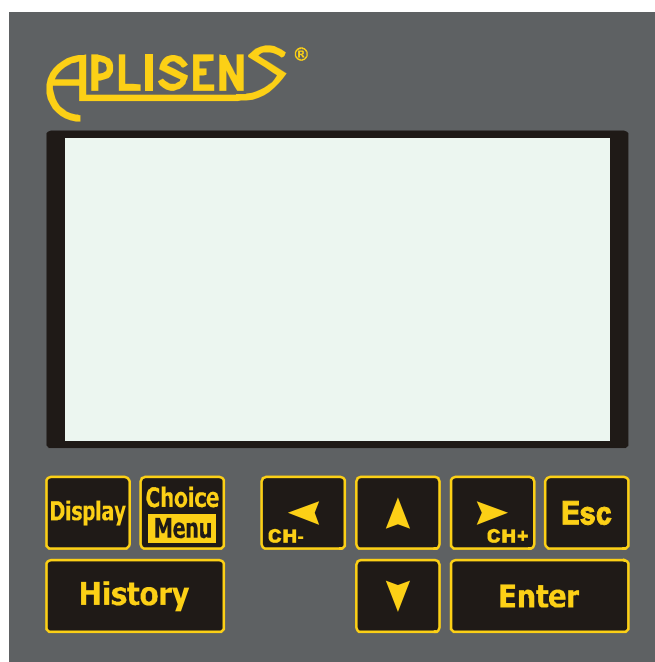 APLISENS®
Display
Choice
Menu
CH-
CH+
Esc
History
Enter